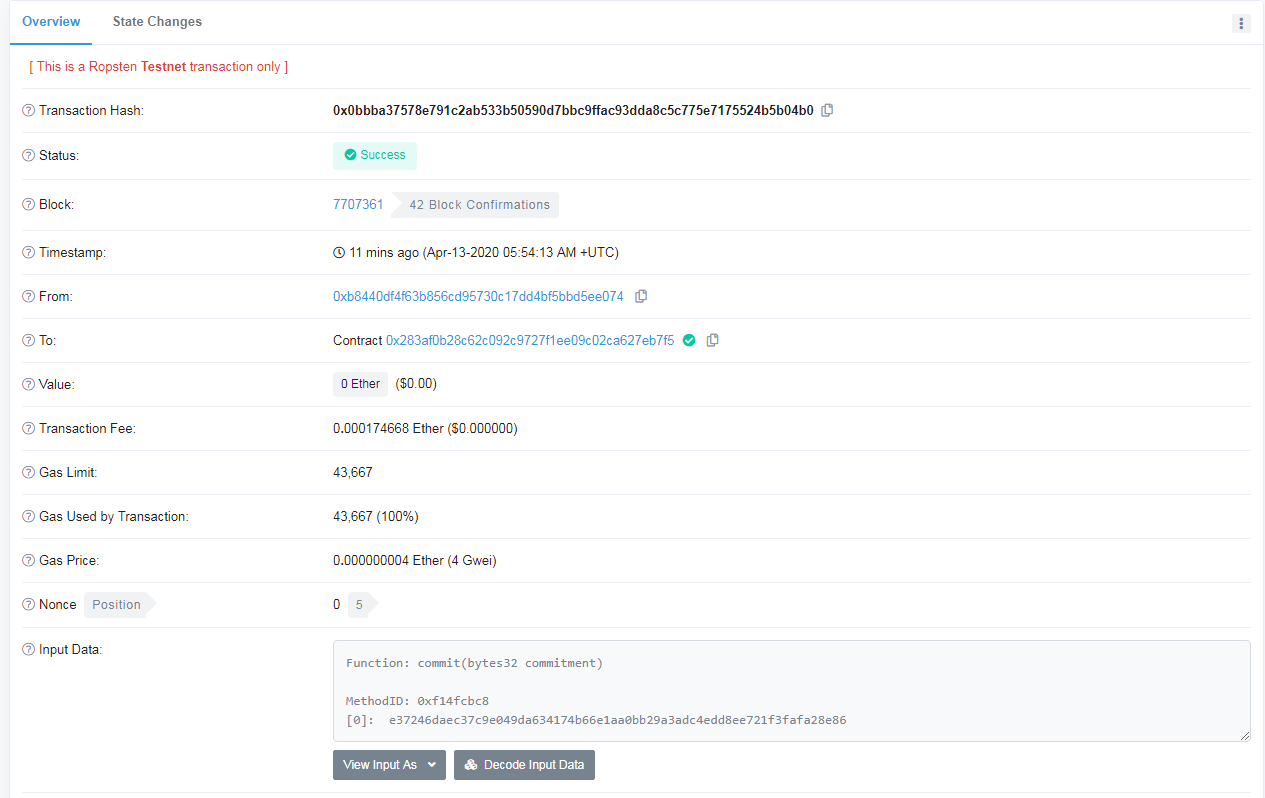 Overview State Changes
[ This is a Ropsten Testnet transaction only ]
Transaction Hash: 0x0bbba37578e791c2ab533b50590d7bbc9ffac93dda8c5c775e7175524b5b04b0
Status: Success
Block: 7707361 42 Block Confirmations
Timestamp: 11 mins ago (Apr-13-2020 05:54:13 AM +UTC)
From: 0xb8440df4f63b856cd95730c17dd4bf5bbd5ee074
To: Contract 0x283af0b28c62c092c9727f1ee09c02ca627eb7f5
Value: 0 Ether ($0.00)
Transaction Fee: 0.000174668 Ether ($0.000000)
Gas Limit: 43,667
Gas Used by Transaction: 43,667 (100%)
Gas Price: 0.000000004 Ether (4 Gwei)
Nonce Position 0 5
Input Data:
Function: commit(bytes32 commitment)
MethodID: 0xf14fcbc8
[0]: e37246daec37c9e049da634174b66e1aa0bb29a3adc4edd8ee721f3fafa28e86
View Input As Decode Input Data